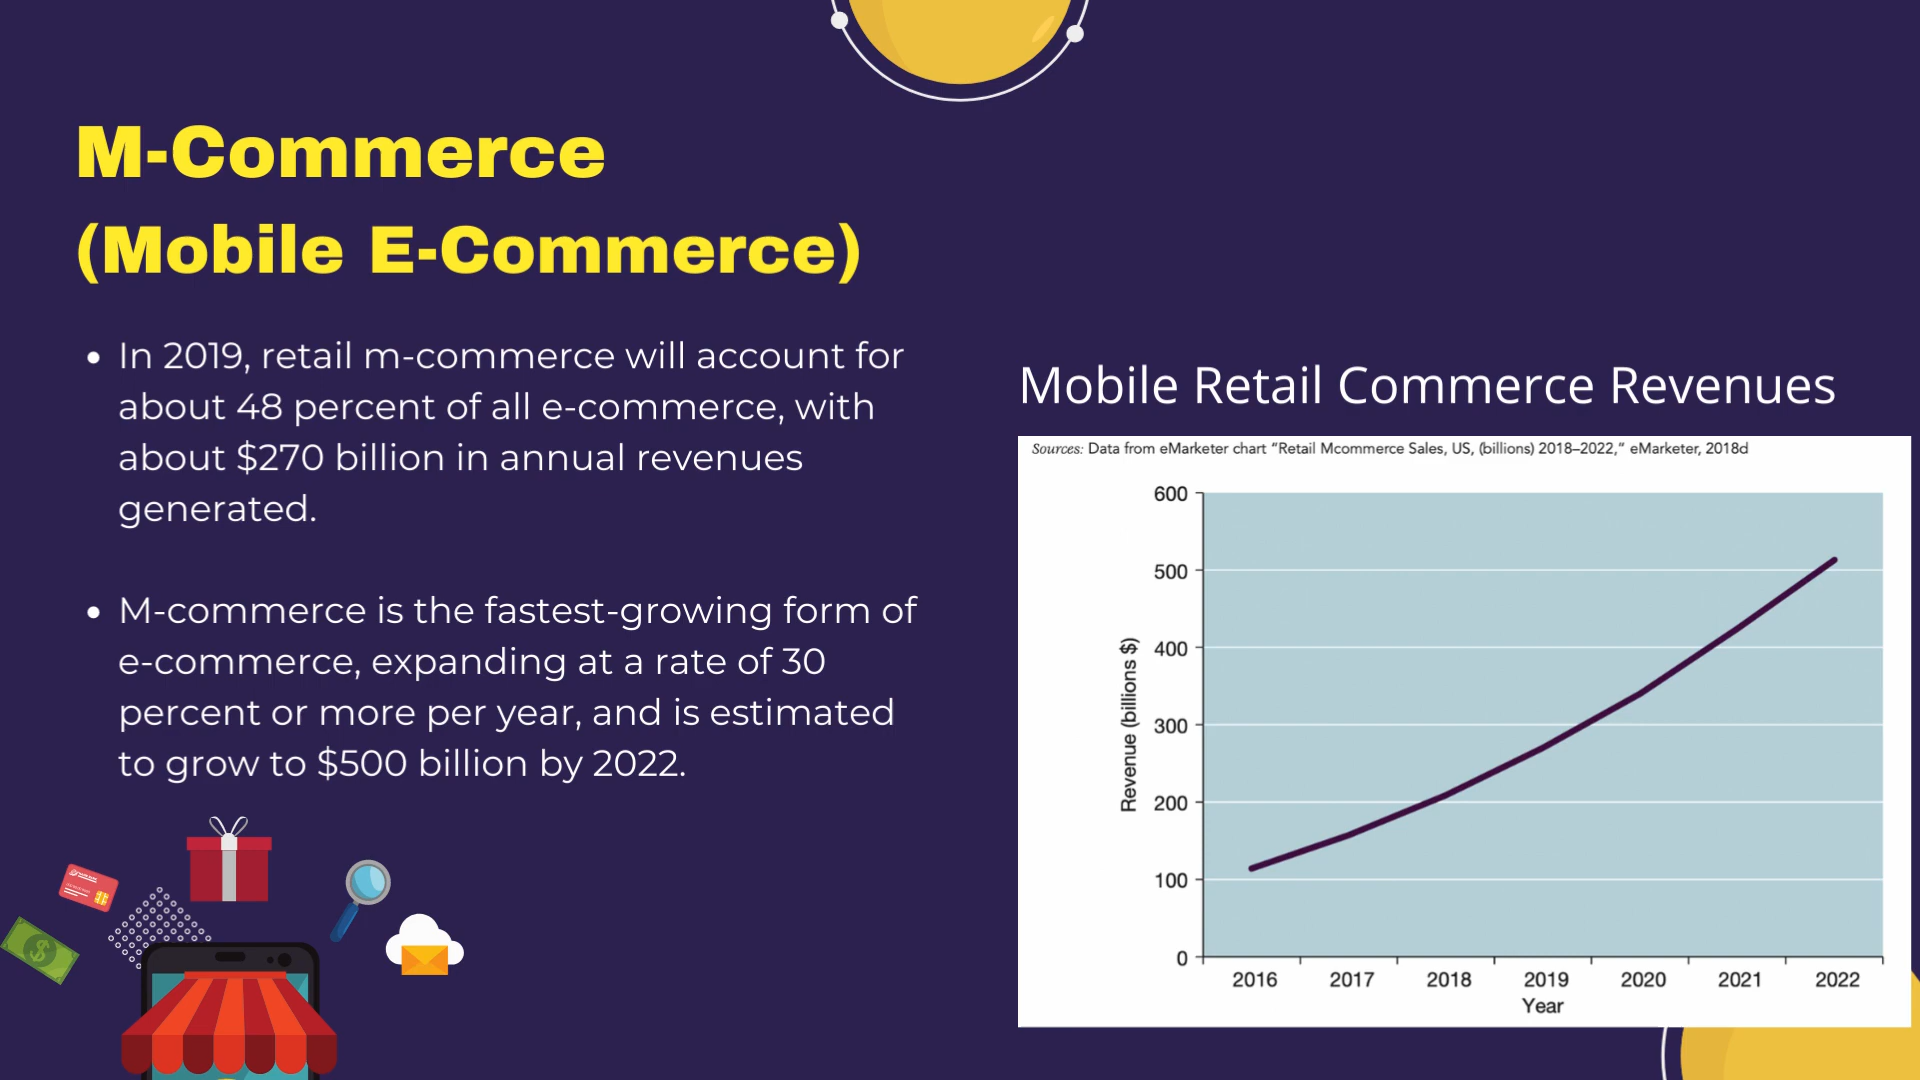 M-Commerce
(Mobile E-Commerce)
• In 2019, retail m-commerce will account for
about 48 percent of all e-commerce, with
about $270 billion in annual revenues
generated.
• M-commerce is the fastest-growing form of
e-commerce, expanding at a rate of 30
percent or more per year, and is estimated
to grow to $500 billion by 2022.
Mobile Retail Commerce Revenues
Sources: Data from eMarketer chart “Retail Mcommerce Sales, US, (billions) 2018–2022,” eMarketer, 2018d
Revenue (billions $)
600
500
400
300
200
100
0
2016 2017 2018 2019 2020 2021 2022
Year